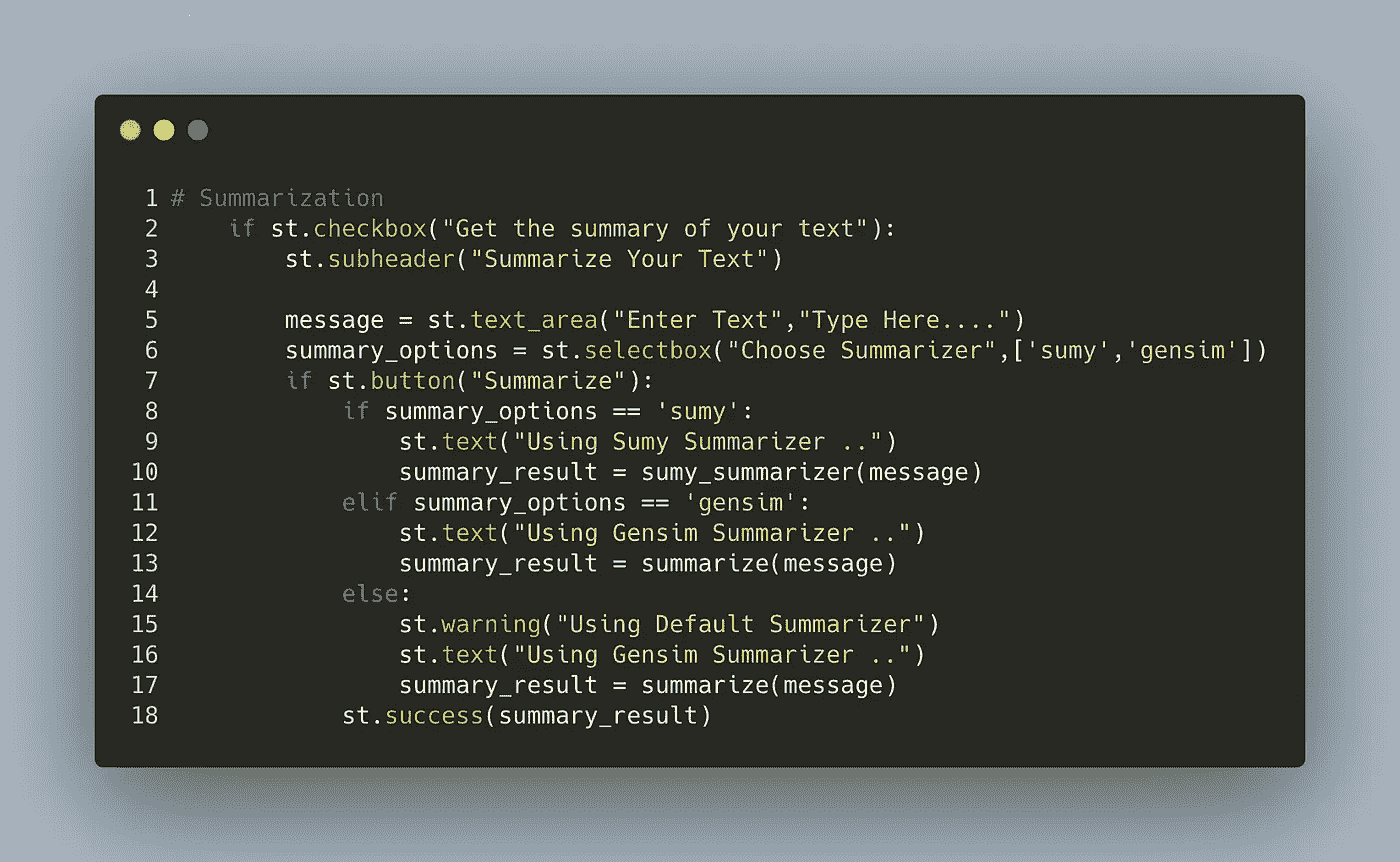 1 # Summarization
2     if st.checkbox("Get the summary of your text"):
3         st.subheader("Summarize Your Text")
4
5         message = st.text_area("Enter Text","Type Here....")
6         summary_options = st.selectbox("Choose Summarizer",['sumy','gensim'])
7         if st.button("Summarize"):
8             if summary_options == 'sumy':
9                 st.text("Using Sumy Summarizer ..")
10                 summary_result = sumy_summarizer(message)
11             elif summary_options == 'gensim':
12                 st.text("Using Gensim Summarizer ..")
13                 summary_result = summarize(message)
14             else:
15                 st.warning("Using Default Summarizer")
16                 st.text("Using Gensim Summarizer ..")
17                 summary_result = summarize(message)
18             st.success(summary_result)